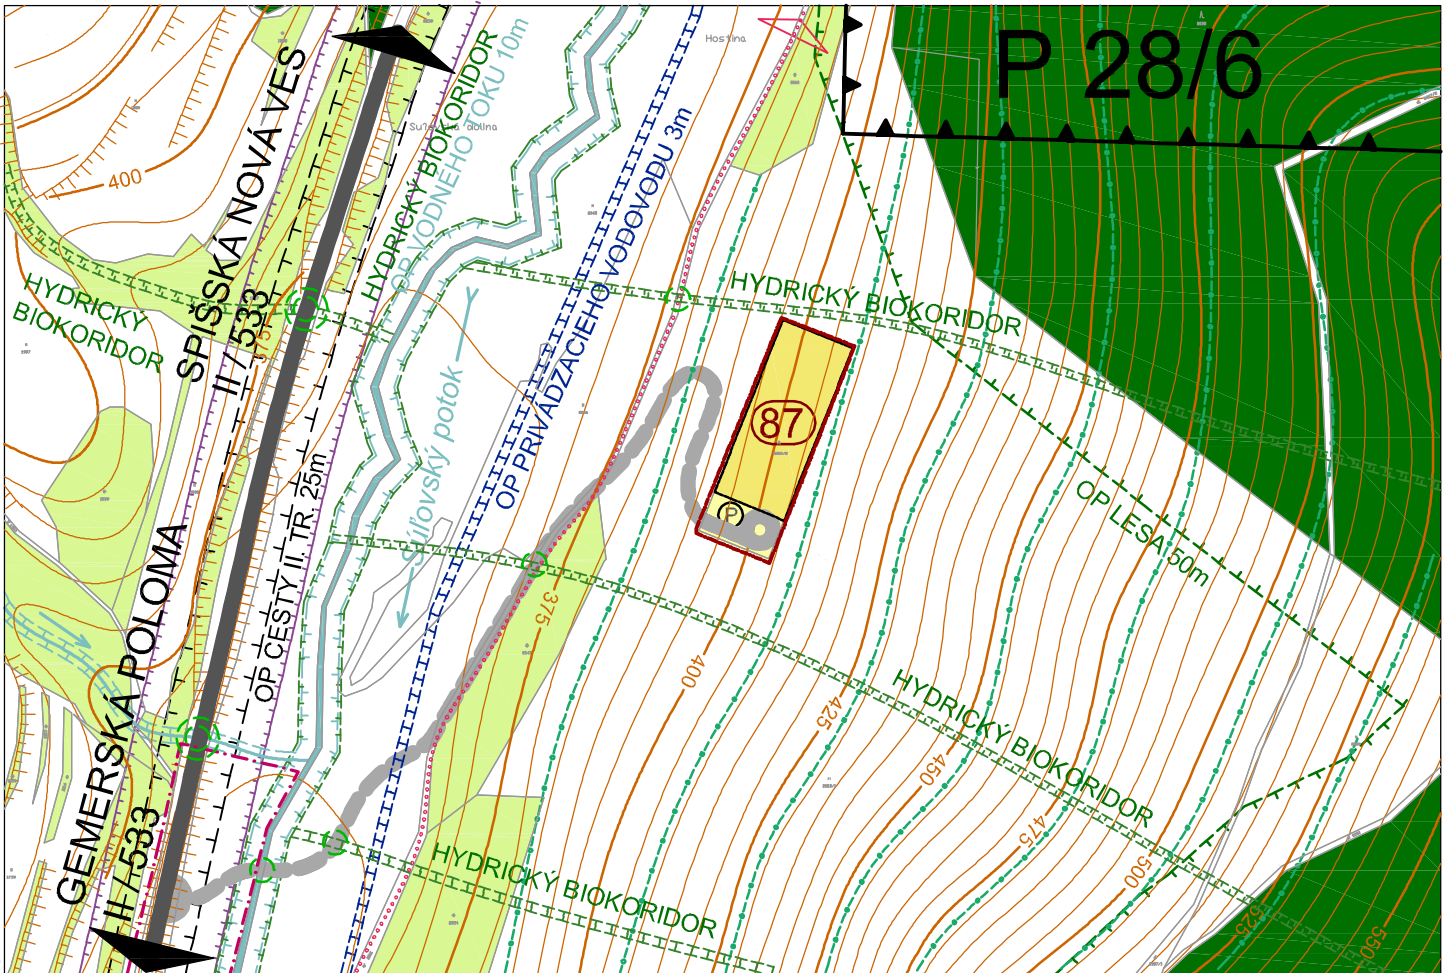 P 28/6
SPIŠSKÁ NOVÁ VES
II / 533
HYDRICKÝ BIOKORIDOR
OP VODNÉHO TOKU 10m
Hostina
400
OP PRIVÁDZACIEHO VODOVODU 3m
HYDRICKÝ
BIOKORIDOR
375
HYDRICKÝ BIOKORIDOR
87
P
OP LESA 50m
OP CESTY II. TR. 25m
GEMERSKÁ POLOMA
II / 533
375
400
425
450
475
500
525
550
HYDRICKÝ BIOKORIDOR
HYDRICKÝ BIOKORIDOR